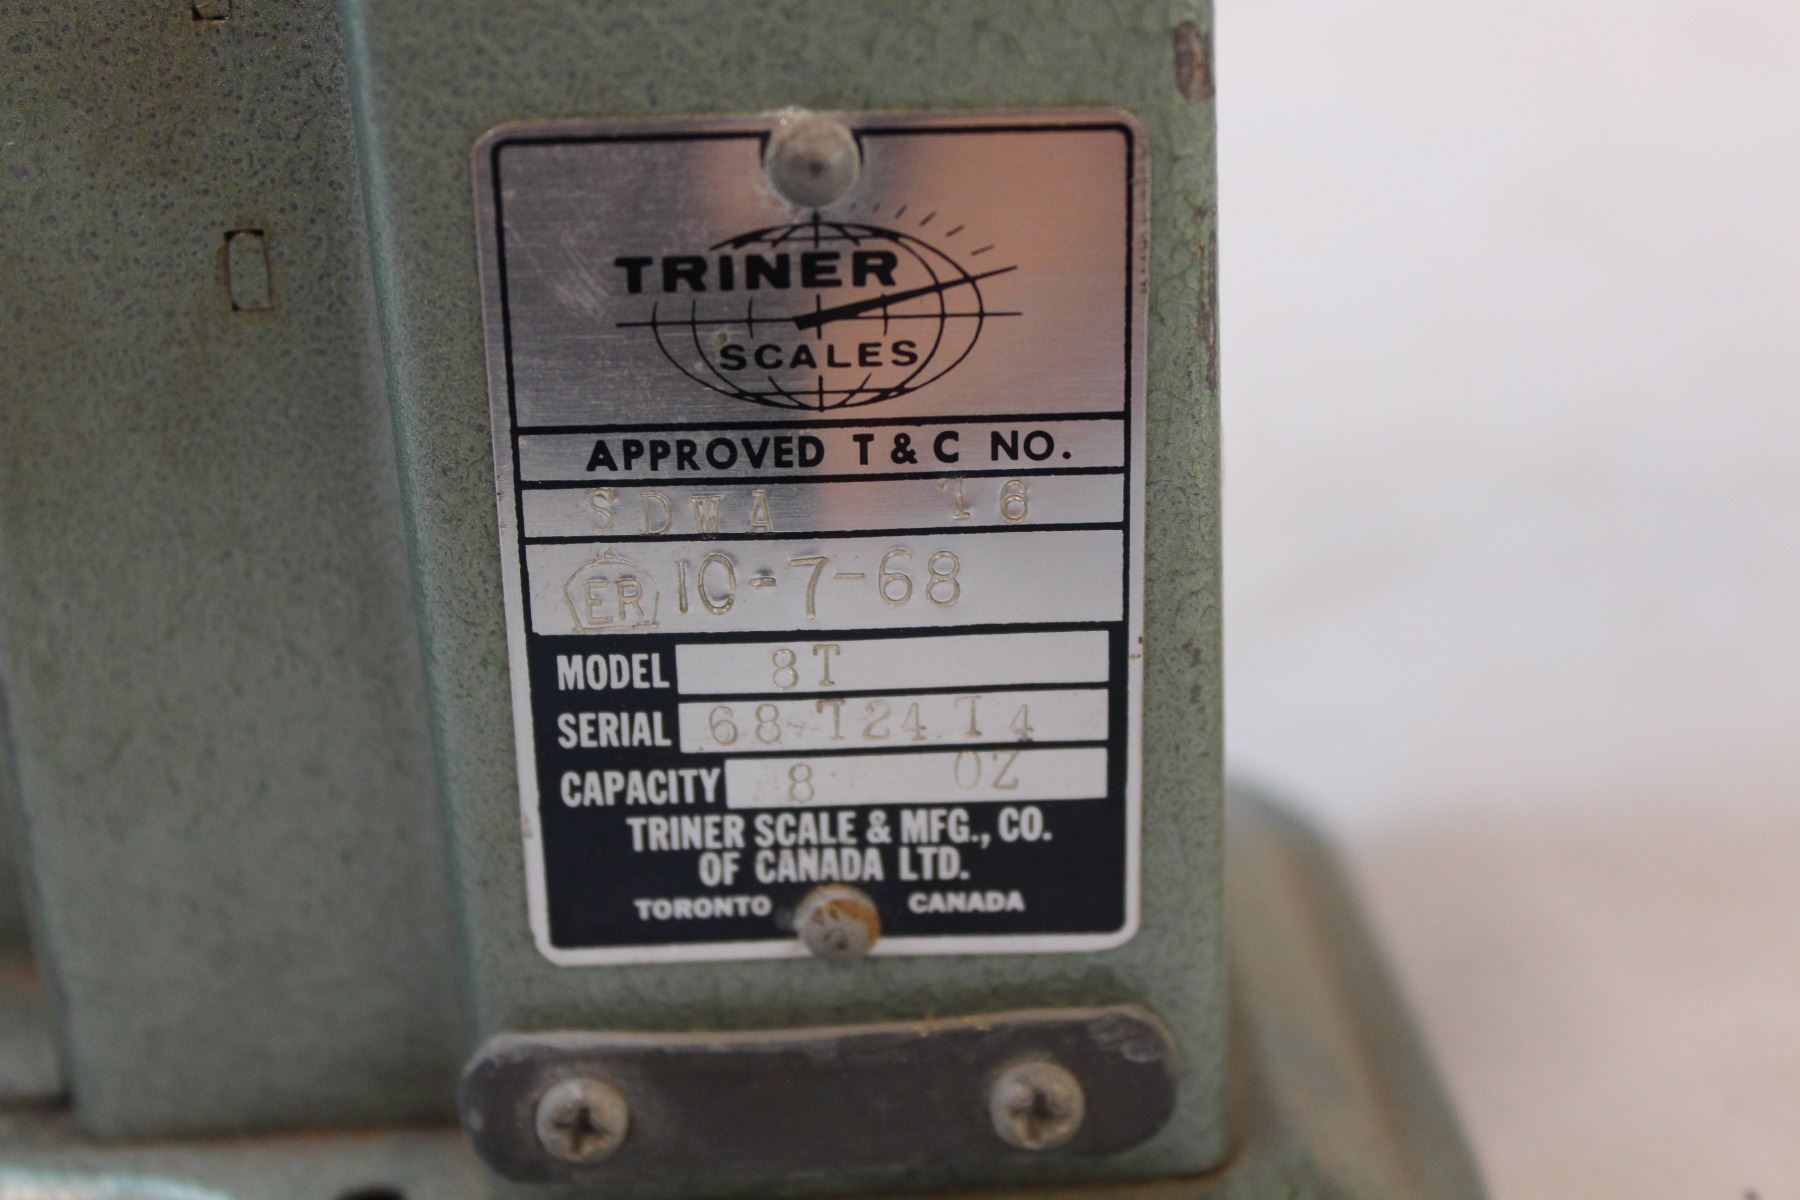 TRINER
SCALES
APPROVED T & C NO.
SDWA 16
ER 10-7-68
MODEL 8T
SERIAL 68-T24 T4
CAPACITY 8 OZ
TRINER SCALE & MFG., CO.
OF CANADA LTD.
TORONTO CANADA